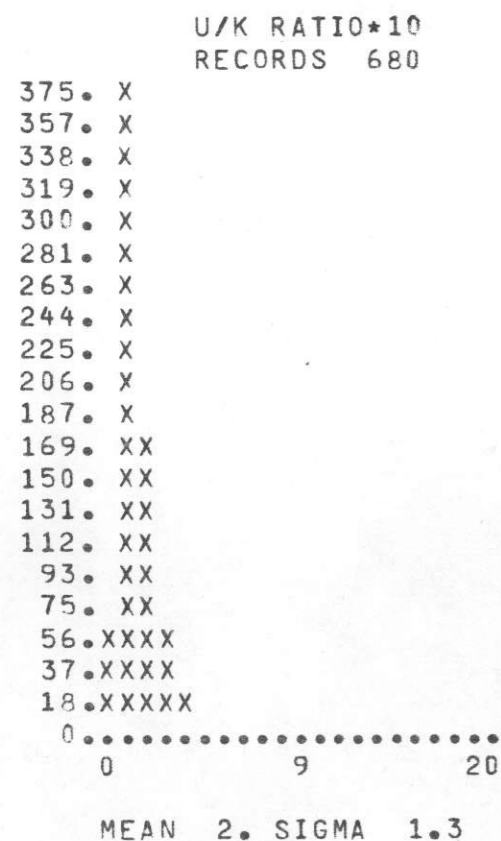 U/K RATIO*10
RECORDS 680
375. X
357. X
338. X
319. X
300. X
281. X
263. X
244. X
225. X
206. X
187. X
169. XX
150. XX
131. XX
112. XX
93. XX
75. XX
56.XXXX
37.XXXX
18.XXXXX
0......................
0 9 20
MEAN 2. SIGMA 1.3